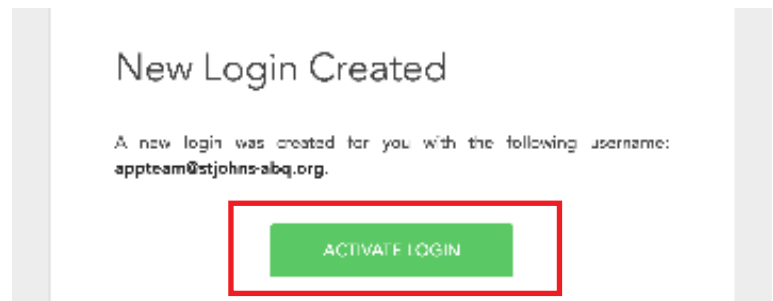 New Login Created
A new login was created for you with the following username:
appteam@stjohns-abq.org.
ACTIVATE LOGIN